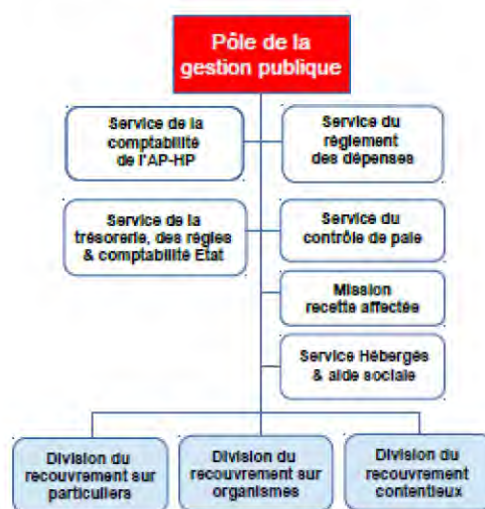 Pôle de la
gestion publique
Service de la
comptabilité
de l'AP-HP
Service du
règlement
des dépenses
Service de la
trésorerie, des régies
& comptabilité Etat
Service du
contrôle de paie
Mission
recette affectée
Service Hébergés
& aide sociale
Division du
recouvrement sur
particuliers
Division du
recouvrement sur
organismes
Division du
recouvrement
contentieux